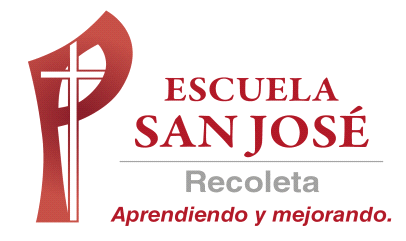 ESCUELA
SAN JOSÉ
Recoleta
Aprendiendo y mejorando.